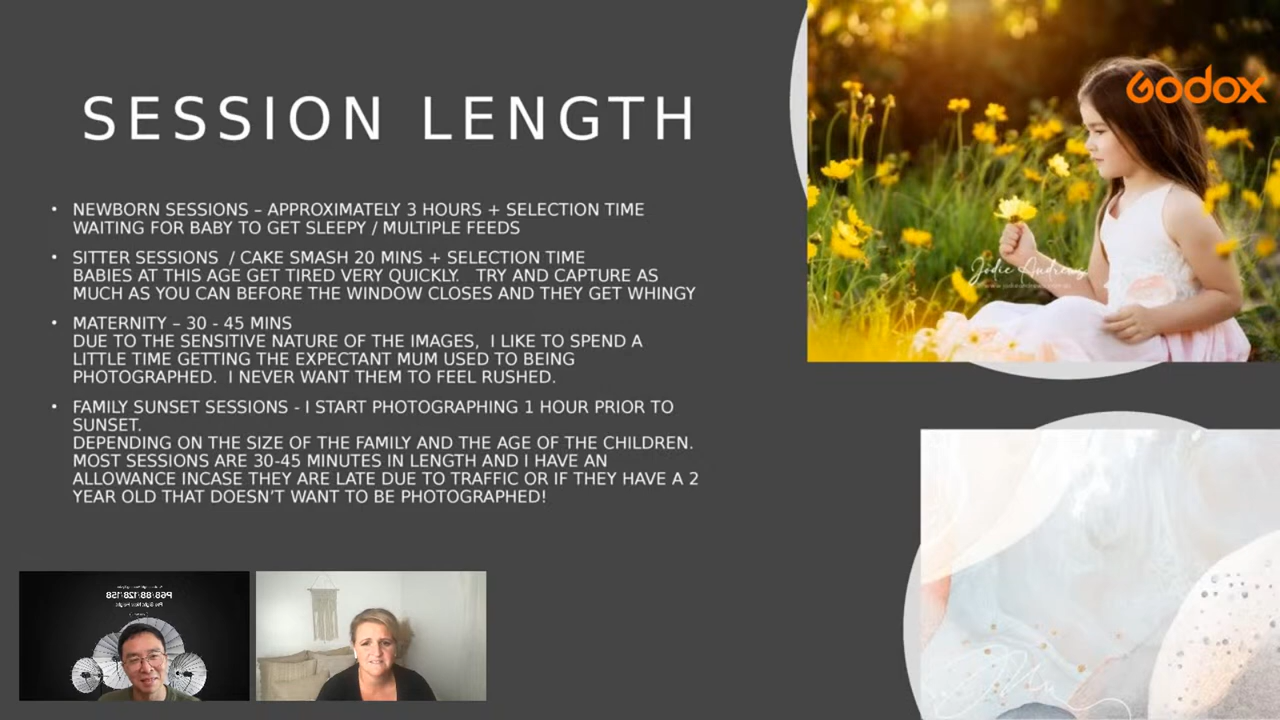 SESSION LENGTH
• NEWBORN SESSIONS – APPROXIMATELY 3 HOURS + SELECTION TIME
WAITING FOR BABY TO GET SLEEPY / MULTIPLE FEEDS
• SITTER SESSIONS / CAKE SMASH 20 MINS + SELECTION TIME
BABIES AT THIS AGE GET TIRED VERY QUICKLY. TRY AND CAPTURE AS
MUCH AS YOU CAN BEFORE THE WINDOW CLOSES AND THEY GET WHINGY
• MATERNITY – 30 - 45 MINS
DUE TO THE SENSITIVE NATURE OF THE IMAGES, I LIKE TO SPEND A
LITTLE TIME GETTING THE EXPECTANT MUM USED TO BEING
PHOTOGRAPHED. I NEVER WANT THEM TO FEEL RUSHED.
• FAMILY SUNSET SESSIONS - I START PHOTOGRAPHING 1 HOUR PRIOR TO
SUNSET.
DEPENDING ON THE SIZE OF THE FAMILY AND THE AGE OF THE CHILDREN.
MOST SESSIONS ARE 30-45 MINUTES IN LENGTH AND I HAVE AN
ALLOWANCE INCASE THEY ARE LATE DUE TO TRAFFIC OR IF THEY HAVE A 2
YEAR OLD THAT DOESN’T WANT TO BE PHOTOGRAPHED!
Godox
Jodie Andrews
P68/88/128/158